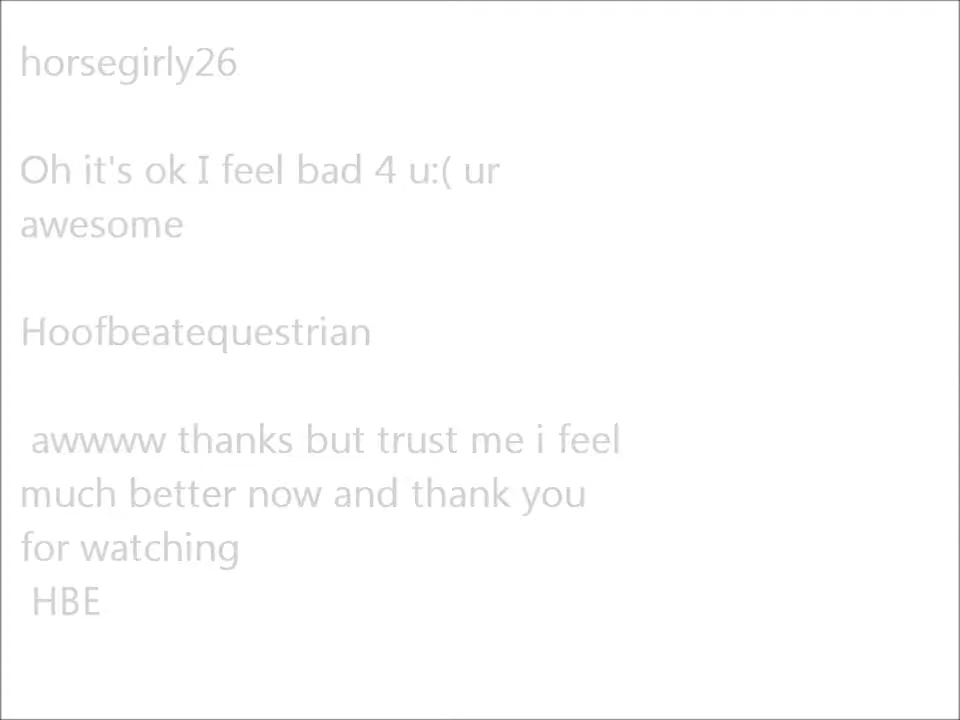 horsegirly26
Oh it's ok I feel bad 4 u:( ur
awesome
Hoofbeatequestrian
awwww thanks but trust me i feel
much better now and thank you
for watching
HBE